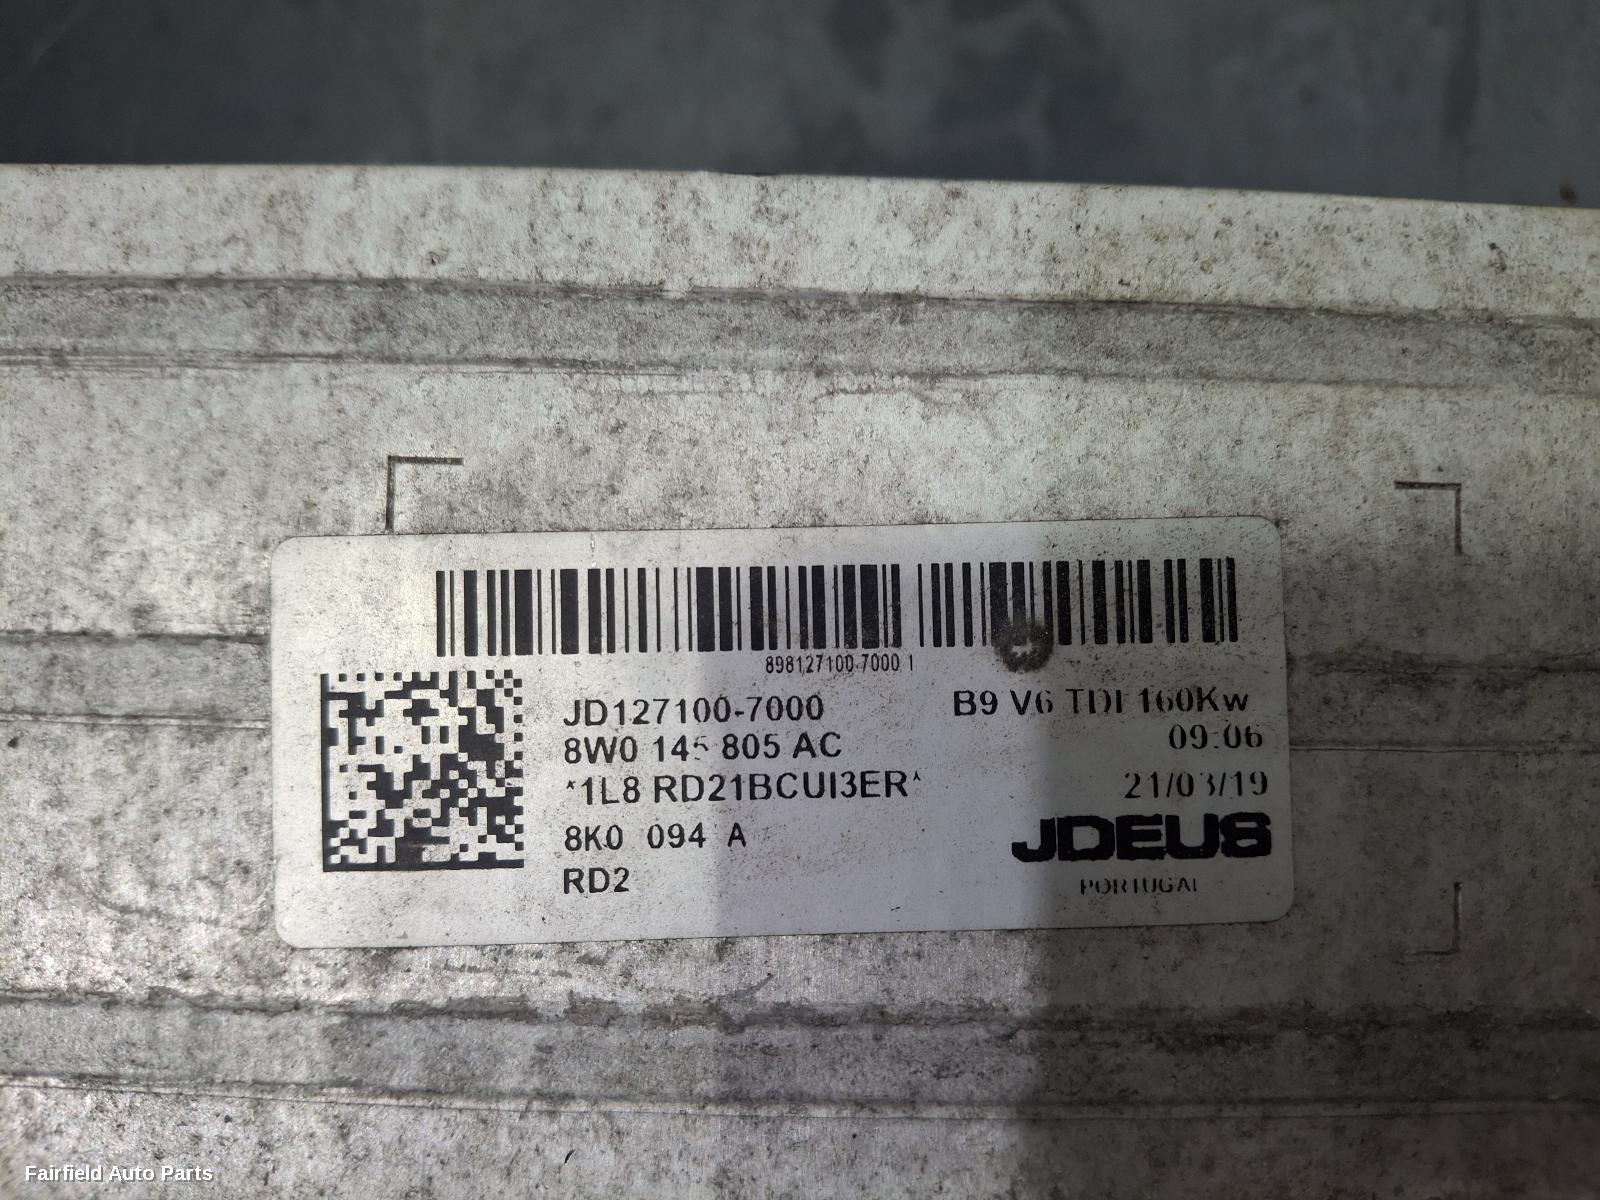 898127100-7000 1
JD127100-7000
B9 V6 TDI 160Kw
8W0 145 805 AC
09:06
*1L8 RD21BCUI3ER*
21/03/19
8K0 094 A
JDEUS
RD2
PORTUGAL
Fairfield Auto Parts